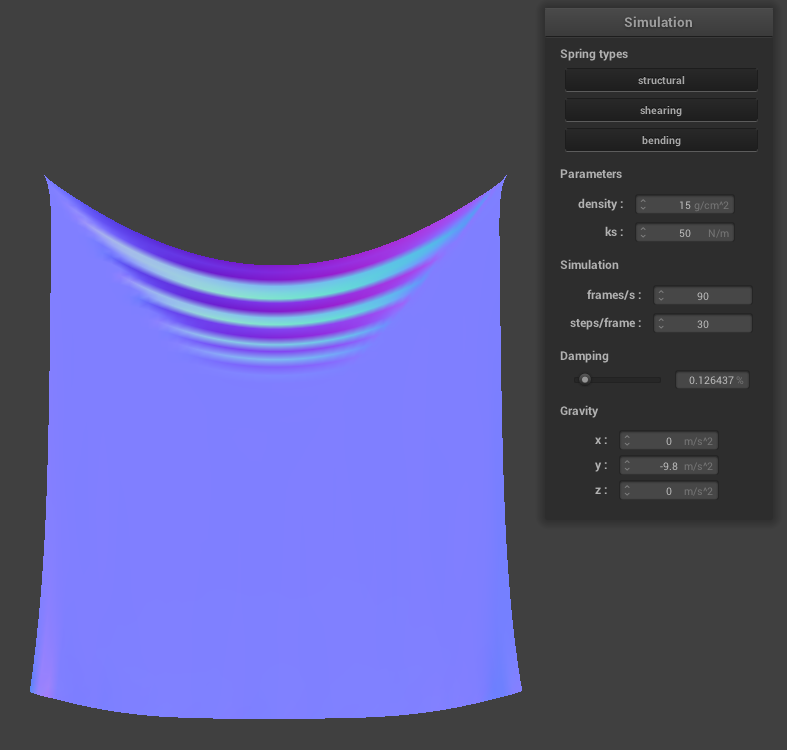 Simulation
Spring types
structural
shearing
bending
Parameters
density : 15 g/cm^2
ks : 50 N/m
Simulation
frames/s : 90
steps/frame : 30
Damping
0.126437 %
Gravity
x : 0 m/s^2
y : -9.8 m/s^2
z : 0 m/s^2